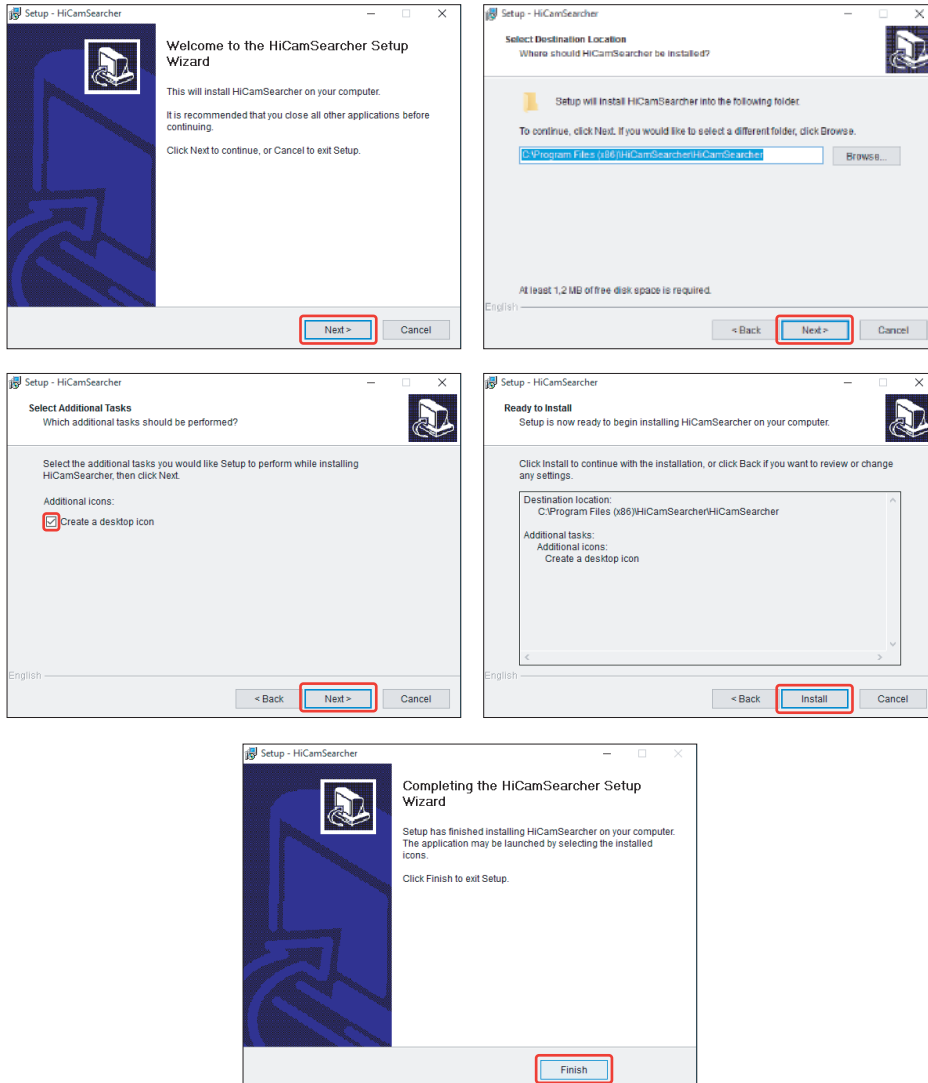 Setup - HiCamSearcher
Welcome to the HiCamSearcher Setup
Wizard
This will install HiCamSearcher on your computer.
It is recommended that you close all other applications before
continuing.
Click Next to continue, or Cancel to exit Setup.
Next >
Cancel
Setup - HiCamSearcher
Select Destination Location
Where should HiCamSearcher be installed?
Setup will install HiCamSearcher into the following folder.
To continue, click Next. If you would like to select a different folder, click Browse.
C:\Program Files (x86)\HiCamSearcher\HiCamSearcher
Browse...
At least 1,2 MB of free disk space is required.
English
< Back
Next >
Cancel
Setup - HiCamSearcher
Select Additional Tasks
Which additional tasks should be performed?
Select the additional tasks you would like Setup to perform while installing
HiCamSearcher, then click Next.
Additional icons:
Create a desktop icon
English
< Back
Next >
Cancel
Setup - HiCamSearcher
Ready to Install
Setup is now ready to begin installing HiCamSearcher on your computer.
Click Install to continue with the installation, or click Back if you want to review or change
any settings.
Destination location:
C:\Program Files (x86)\HiCamSearcher\HiCamSearcher
Additional tasks:
Additional icons:
Create a desktop icon
English
< Back
Install
Cancel
Setup - HiCamSearcher
Completing the HiCamSearcher Setup
Wizard
Setup has finished installing HiCamSearcher on your computer.
The application may be launched by selecting the installed
icons.
Click Finish to exit Setup.
Finish